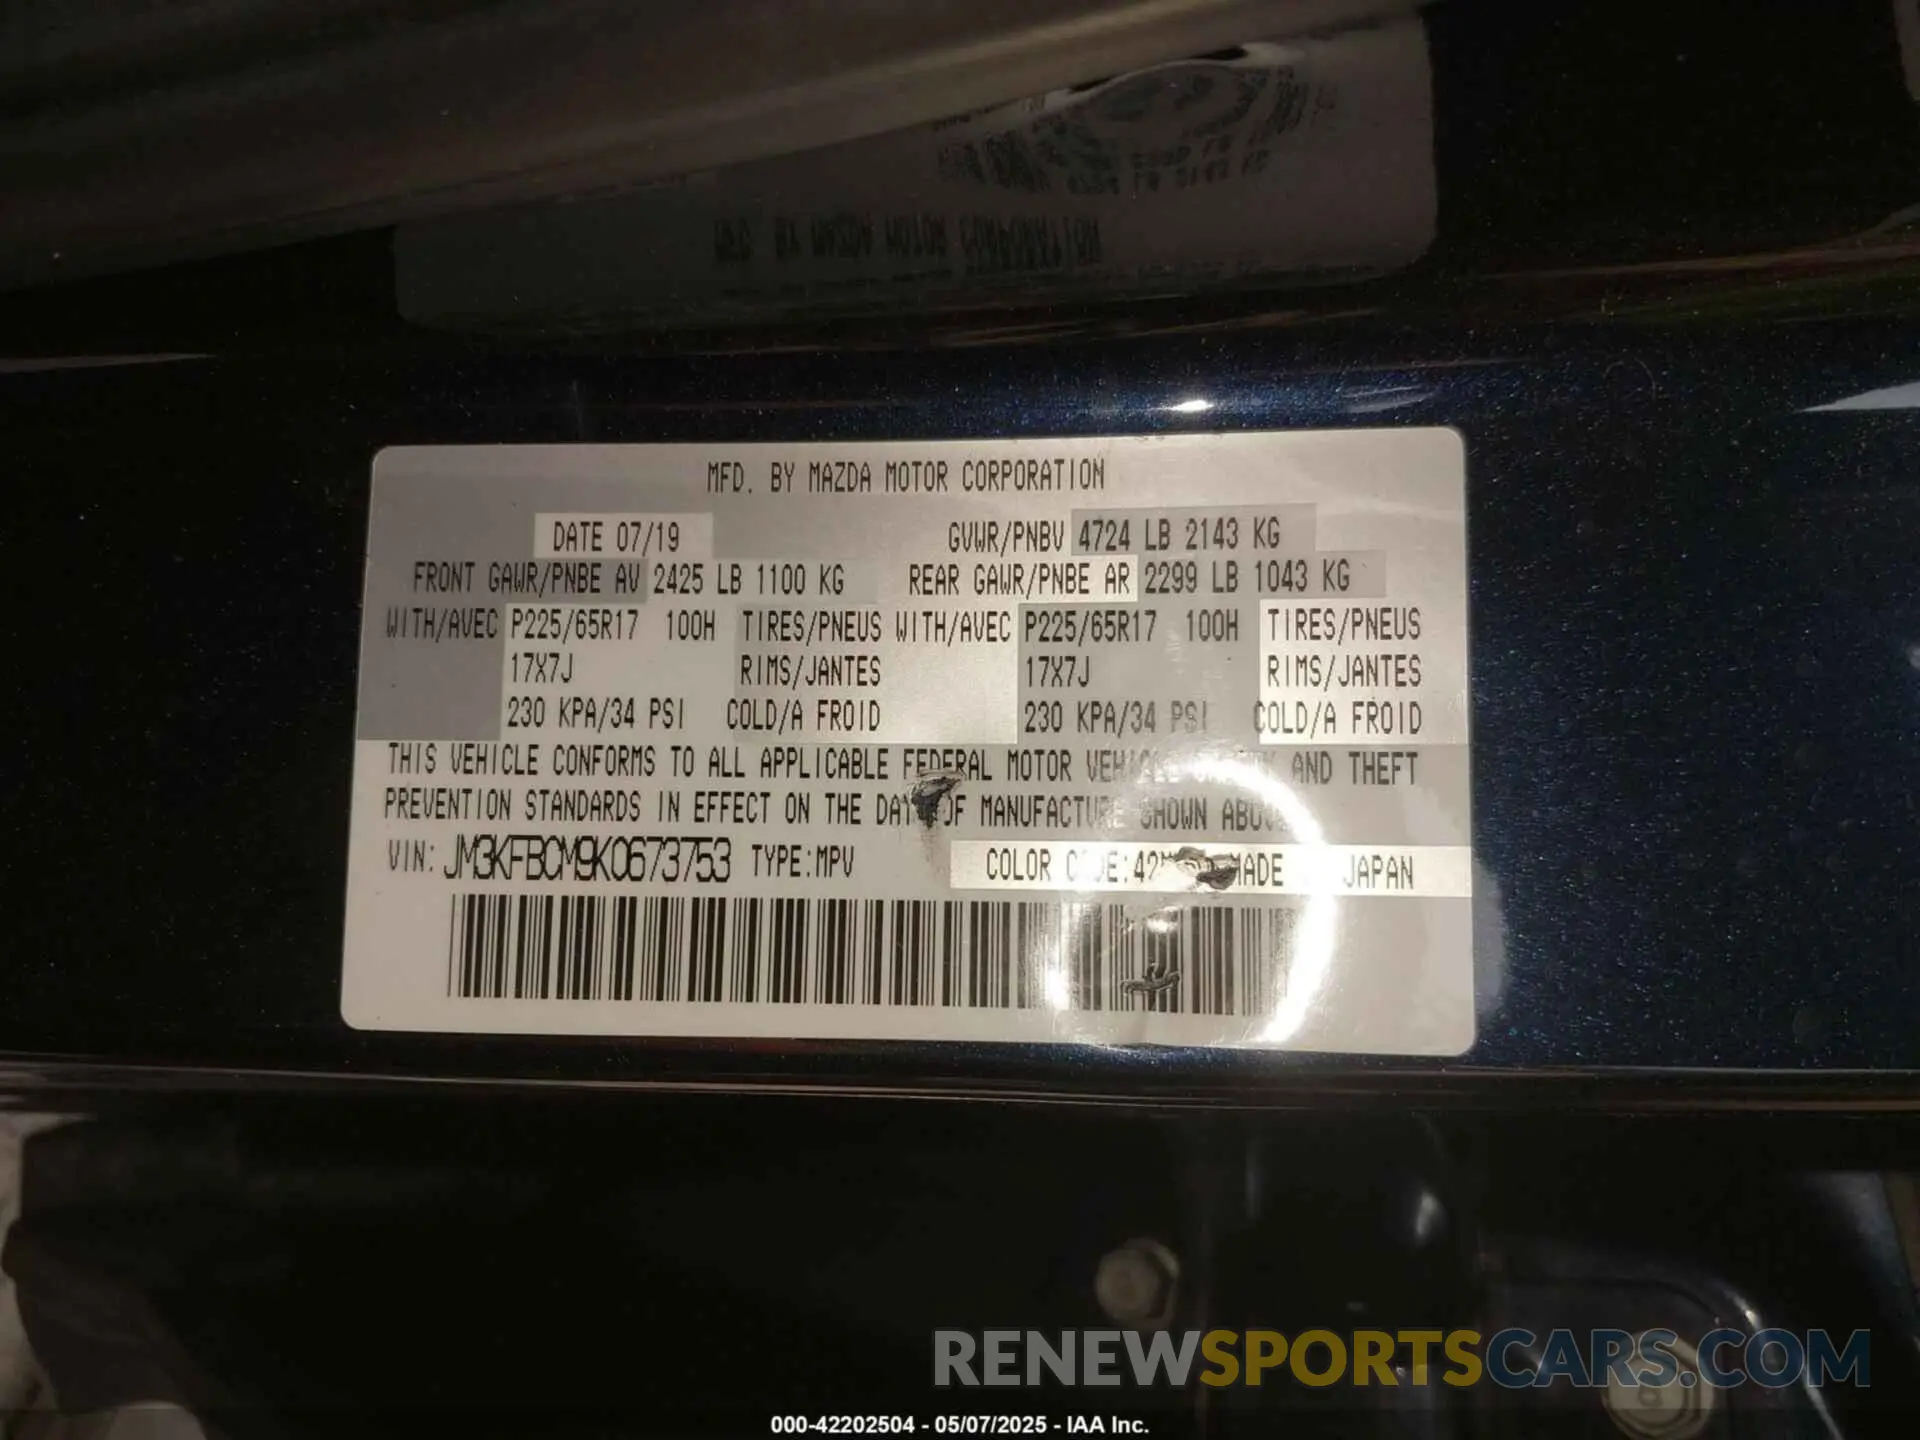 MFD. BY MAZDA MOTOR CORPORATION
DATE 07/19 GVWR/PNBV 4724 LB 2143 KG
FRONT GAWR/PNBE AV 2425 LB 1100 KG REAR GAWR/PNBE AR 2299 LB 1043 KG
WITH/AVEC P225/65R17 100H TIRES/PNEUS WITH/AVEC P225/65R17 100H TIRES/PNEUS
17X7J RIMS/JANTES 17X7J RIMS/JANTES
230 KPA/34 PSI COLD/A FROID 230 KPA/34 PSI COLD/A FROID
THIS VEHICLE CONFORMS TO ALL APPLICABLE FEDERAL MOTOR AND THEFT
PREVENTION STANDARDS IN EFFECT ON THE OF MANUFACTURE SHOWN
VIN: JM3KFBCM9K0673753 TYPE:MPV COLOR MADE JAPAN
RENEWSPORTSCARS.COM
000-42202504 - 05/07/2025 - IAA Inc.